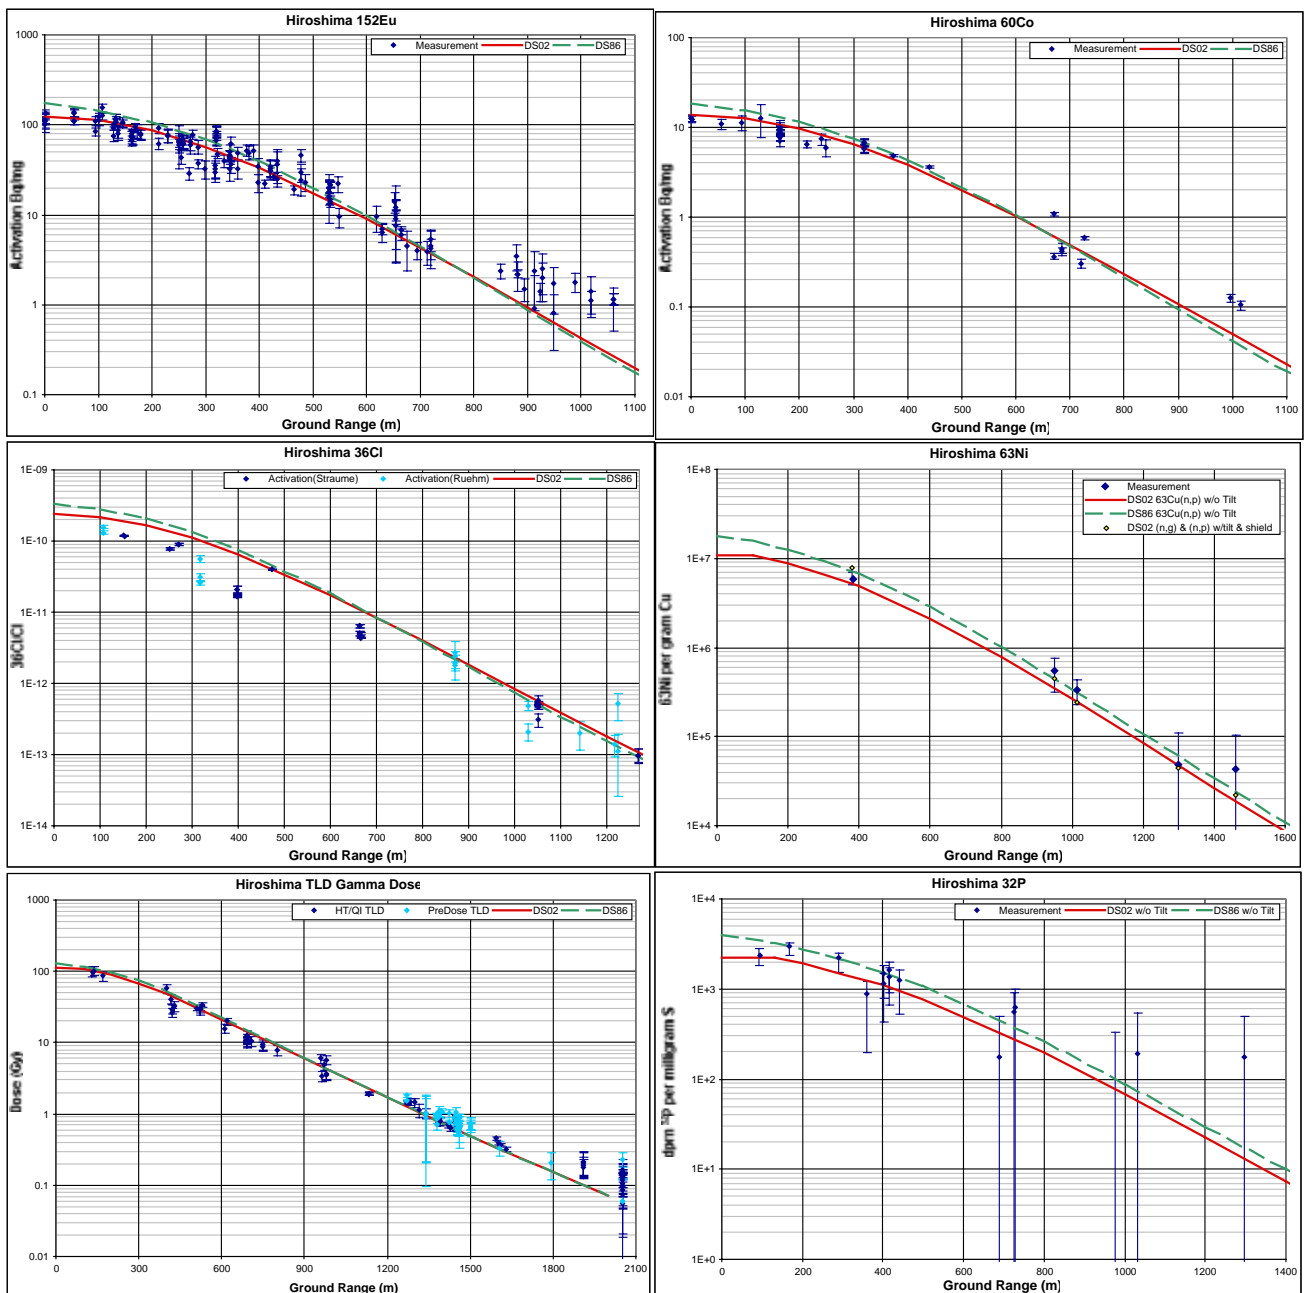 Hiroshima 152Eu
Measurement DS02 DS86
1000
100
10
1
0.1
Activation Bq/mg
0 100 200 300 400 500 600 700 800 900 1000 1100
Ground Range (m)
Hiroshima 60Co
Measurement DS02 DS86
100
10
1
0.1
0.01
Activation Bq/mg
0 100 200 300 400 500 600 700 800 900 1000 1100
Ground Range (m)
Hiroshima 36Cl
Activation(Straume) Activation(Ruehm) DS02 DS86
1E-09
1E-10
1E-11
1E-12
1E-13
1E-14
36Cl/Cl
0 100 200 300 400 500 600 700 800 900 1000 1100 1200
Ground Range (m)
Hiroshima 63Ni
Measurement
DS02 63Cu(n,p) w/o Tilt
DS86 63Cu(n,p) w/o Tilt
DS02 (n,g) & (n,p) w/tilt & shield
1E+8
1E+7
1E+6
1E+5
1E+4
63Ni per gram Cu
0 200 400 600 800 1000 1200 1400 1600
Ground Range (m)
Hiroshima TLD Gamma Dose
HT/QI TLD PreDose TLD DS02 DS86
1000
100
10
1
0.1
0.01
Dose (Gy)
0 300 600 900 1200 1500 1800 2100
Ground Range (m)
Hiroshima 32P
Measurement DS02 w/o Tilt DS86 w/o Tilt
1E+4
1E+3
1E+2
1E+1
1E+0
dpm ³²P per milligram S
0 200 400 600 800 1000 1200 1400
Ground Range (m)